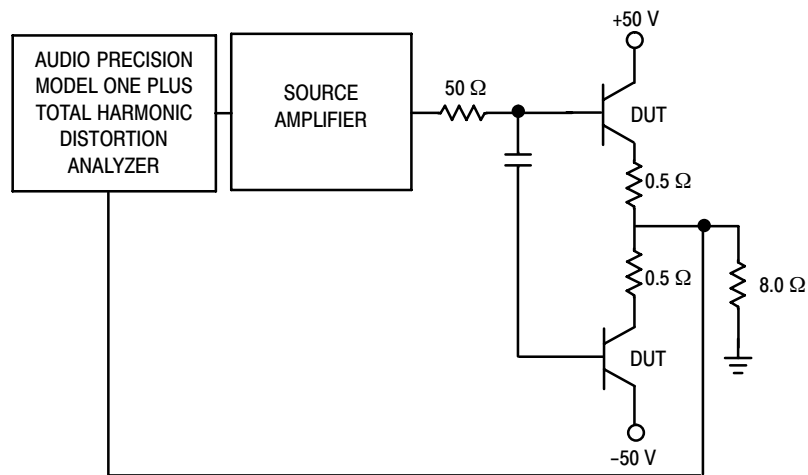 +50 V
AUDIO PRECISION
MODEL ONE PLUS
TOTAL HARMONIC
DISTORTION
ANALYZER
SOURCE
AMPLIFIER
50 Ω
DUT
0.5 Ω
0.5 Ω
8.0 Ω
DUT
−50 V